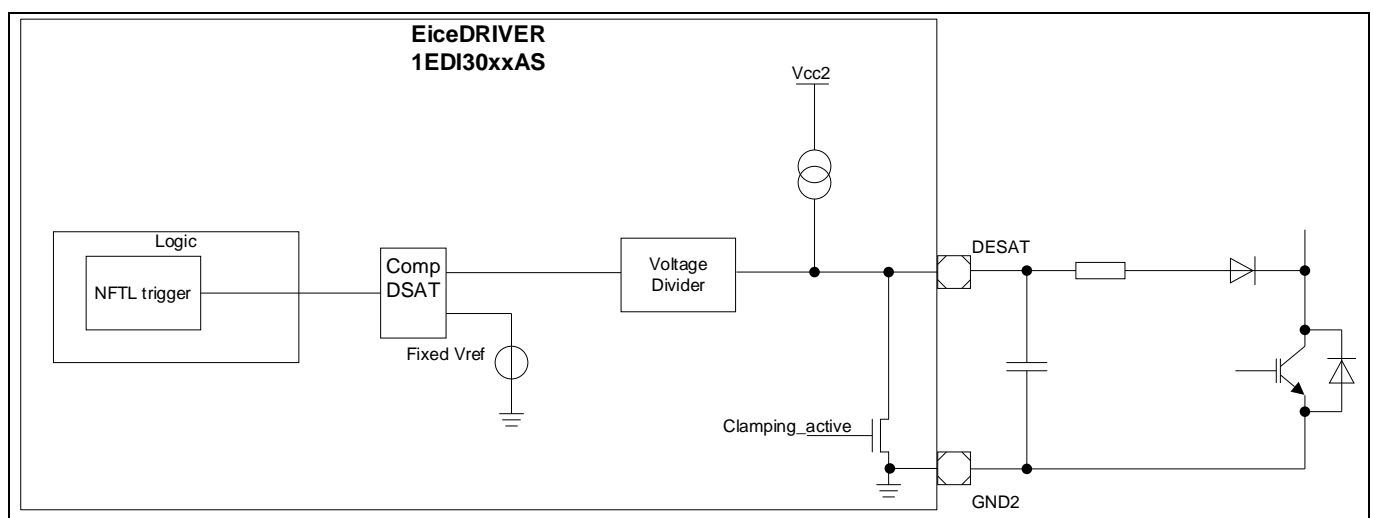 EiceDRIVER
1EDI30xxAS
Vcc2
Logic
NFTL trigger
Comp
DSAT
Fixed Vref
Voltage
Divider
DESAT
Clamping_active
GND2